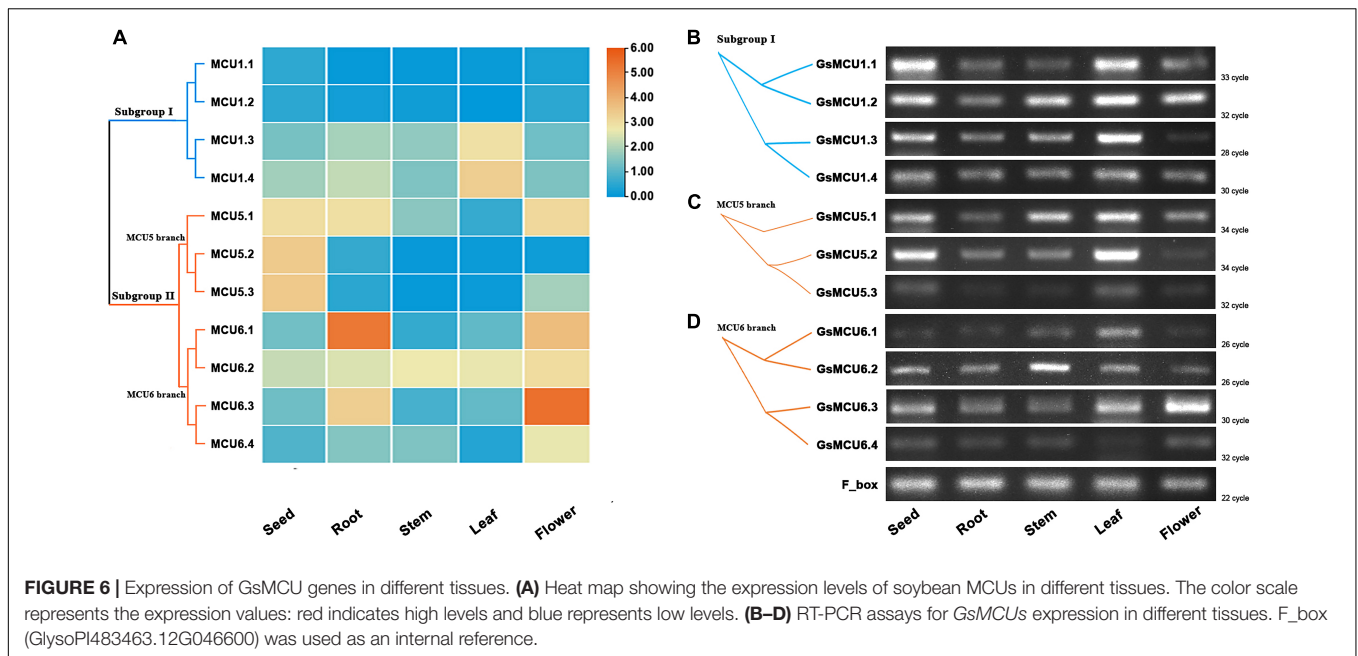 A
Subgroup I
Subgroup II
MCU5 branch
MCU6 branch
MCU1.1
MCU1.2
MCU1.3
MCU1.4
MCU5.1
MCU5.2
MCU5.3
MCU6.1
MCU6.2
MCU6.3
MCU6.4
Seed
Root
Stem
Leaf
Flower
6.00
5.00
4.00
3.00
2.00
1.00
0.00
B
Subgroup I
GsMCU1.1
33 cycle
GsMCU1.2
32 cycle
GsMCU1.3
28 cycle
GsMCU1.4
30 cycle
C
MCU5 branch
GsMCU5.1
34 cycle
GsMCU5.2
34 cycle
GsMCU5.3
32 cycle
D
MCU6 branch
GsMCU6.1
26 cycle
GsMCU6.2
26 cycle
GsMCU6.3
30 cycle
GsMCU6.4
32 cycle
F_box
22 cycle
Seed
Root
Stem
Leaf
Flower
FIGURE 6 | Expression of GsMCU genes in different tissues. (A) Heat map showing the expression levels of soybean MCUs in different tissues. The color scale
represents the expression values: red indicates high levels and blue represents low levels. (B–D) RT-PCR assays for GsMCUs expression in different tissues. F_box
(GlysoPI483463.12G046600) was used as an internal reference.